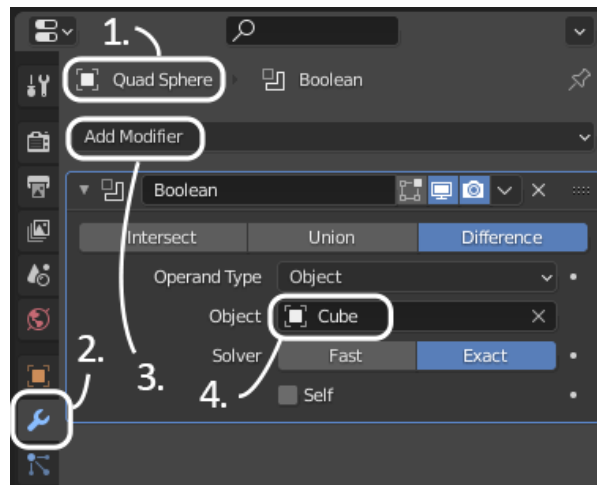 1.
Quad Sphere Boolean
Add Modifier
Boolean
Intersect Union Difference
Operand Type Object
Object Cube
Solver Fast Exact
2.
3.
4.
Self